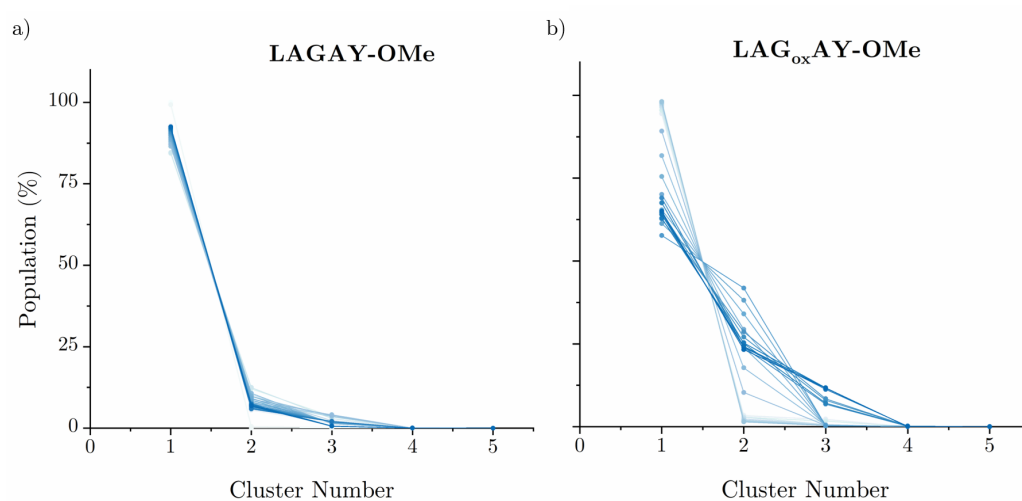 a)
LAGAY-OMe
100
75
50
25
0
Population (%)
0 1 2 3 4 5
Cluster Number
b)
LAGoxAY-OMe
0 1 2 3 4 5
Cluster Number